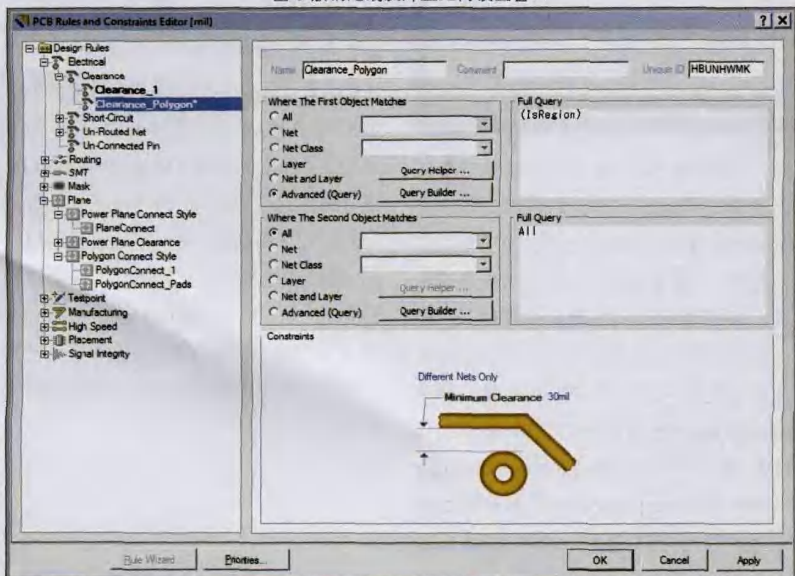 PCB Rules and Constraints Editor [mil]
Design Rules
Electrical
Clearance
Clearance_1
Clearance_Polygon*
Short-Circuit
Un-Routed Net
Un-Connected Pin
Routing
SMT
Mask
Plane
Power Plane Connect Style
PlaneConnect
Power Plane Clearance
Polygon Connect Style
PolygonConnect_1
PolygonConnect_Pads
Testpoint
Manufacturing
High Speed
Placement
Signal Integrity
Name Clearance_Polygon Comment Unique ID HBUNHWMK
Where The First Object Matches
All
Net
Net Class
Layer
Net and Layer
Advanced (Query)
Query Helper ...
Query Builder ...
Full Query
(IsRegion)
Where The Second Object Matches
All
Net
Net Class
Layer
Net and Layer
Advanced (Query)
Query Helper ...
Query Builder ...
Full Query
All
Constraints
Different Nets Only
Minimum Clearance 30mil
Rule Wizard... Priorities... OK Cancel Apply